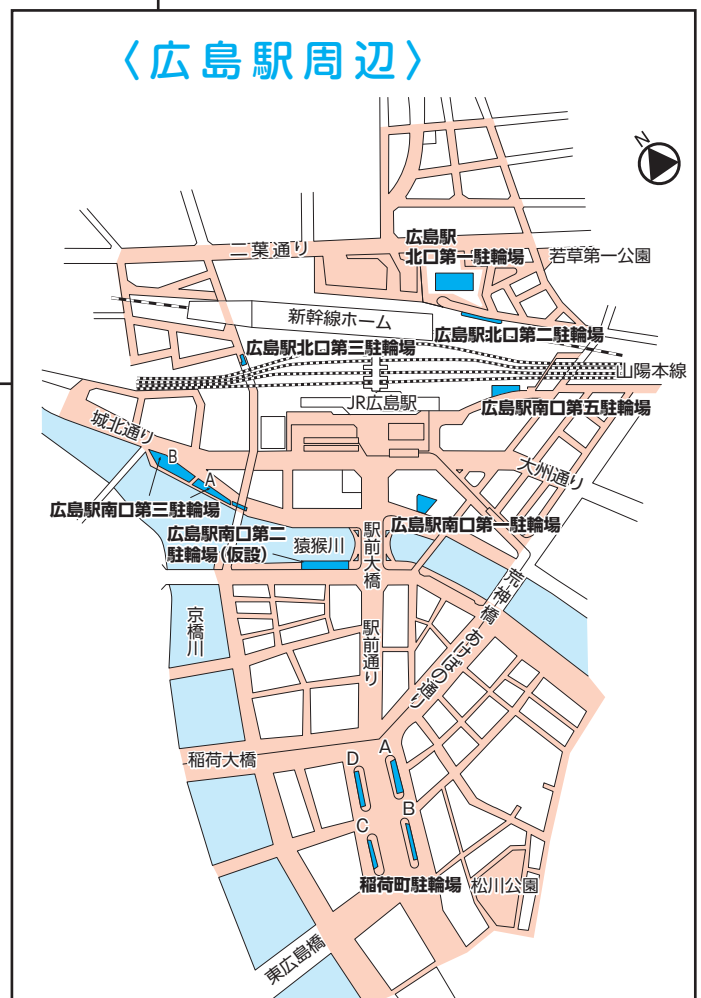 〈広島駅周辺〉
N
広島駅
北口第一駐輪場
若草第一公園
二葉通り
新幹線ホーム
広島駅北口第二駐輪場
広島駅北口第三駐輪場
山陽本線
JR広島駅
広島駅南口第五駐輪場
城北通り
B
A
大州通り
広島駅南口第三駐輪場
広島駅南口第一駐輪場
広島駅南口第二
駐輪場(仮設)
猿猴川
駅前大橋
荒神橋
京橋川
駅前通り
あけぼの通り
稲荷大橋
D
A
C
B
稲荷町駐輪場
松川公園
東広島橋